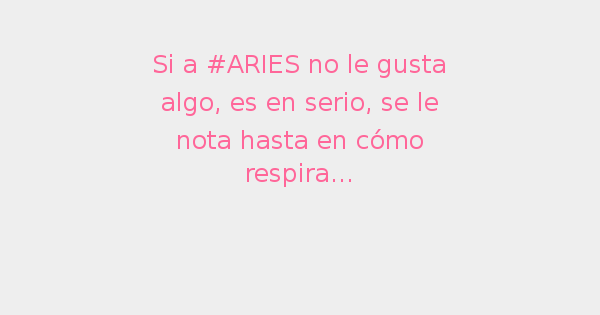 Si a #ARIES no le gusta
algo, es en serio, se le
nota hasta en cómo
respira...